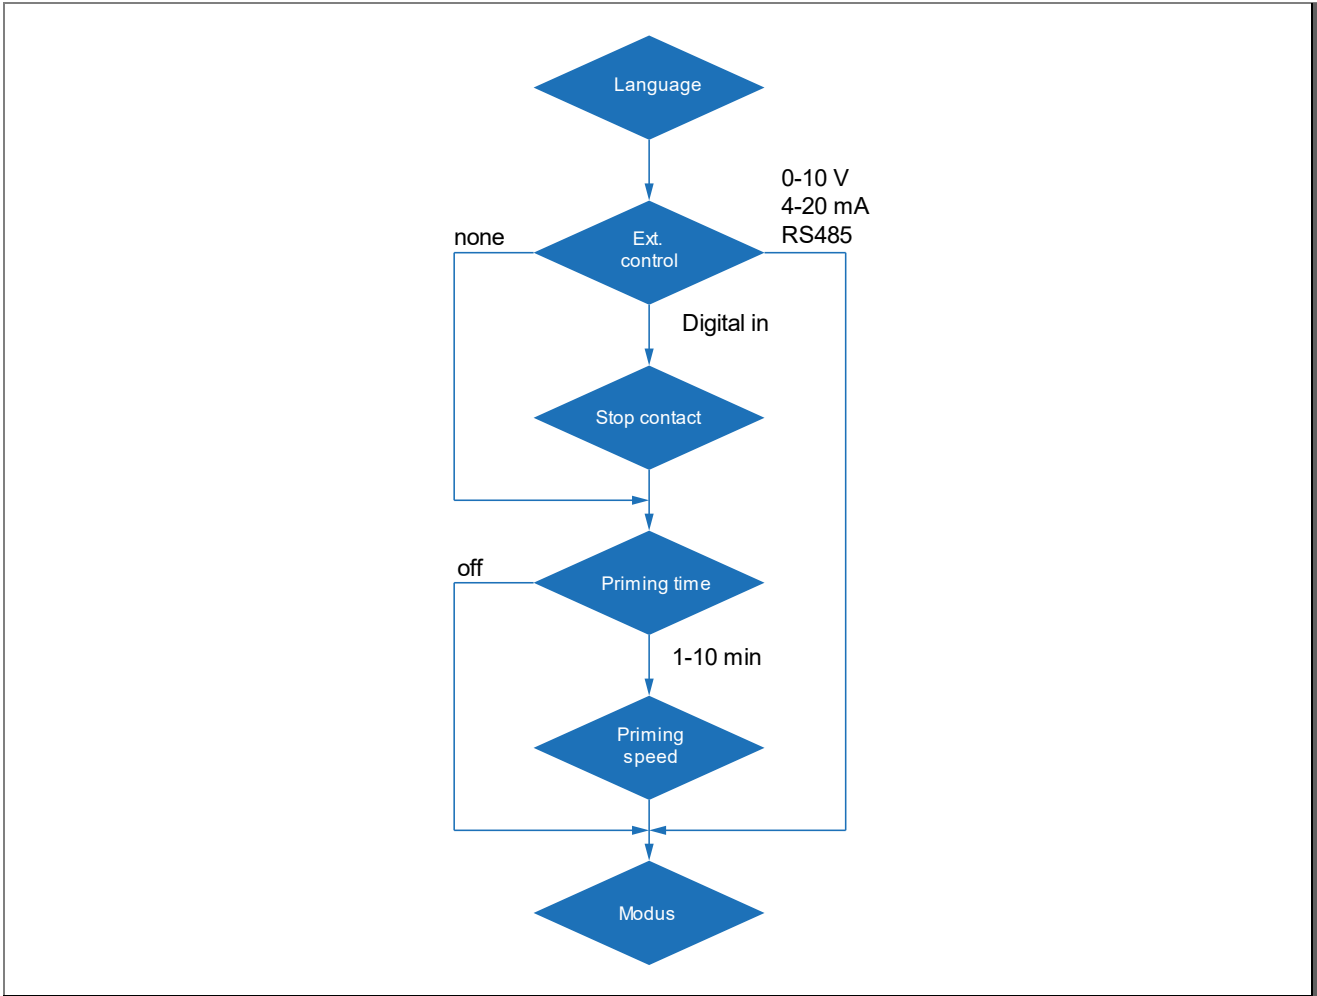 Language
0-10 V
4-20 mA
RS485
none
Ext.
control
Digital in
Stop contact
off
Priming time
1-10 min
Priming
speed
Modus